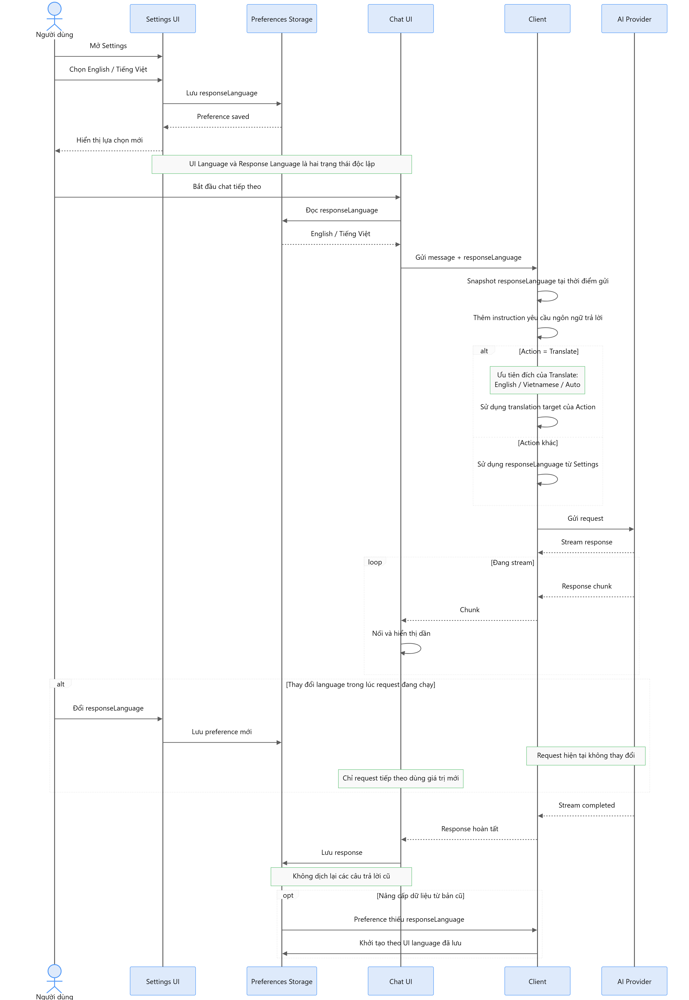 Người dùng
Settings UI
Preferences Storage
Chat UI
Client
AI Provider
Mở Settings
Chọn English / Tiếng Việt
Lưu responseLanguage
Preference saved
Hiển thị lựa chọn mới
UI Language và Response Language là hai trạng thái độc lập
Bắt đầu chat tiếp theo
Đọc responseLanguage
English / Tiếng Việt
Gửi message + responseLanguage
Snapshot responseLanguage tại thời điểm gửi
Thêm instruction yêu cầu ngôn ngữ trả lời
alt
[Action = Translate]
Ưu tiên đích của Translate:
English / Vietnamese / Auto
Sử dụng translation target của Action
[Action khác]
Sử dụng responseLanguage từ Settings
Gửi request
Stream response
loop
[Đang stream]
Response chunk
Chunk
Nối và hiển thị dần
alt
[Thay đổi language trong lúc request đang chạy]
Đổi responseLanguage
Lưu preference mới
Request hiện tại không thay đổi
Chỉ request tiếp theo dùng giá trị mới
Stream completed
Response hoàn tất
Lưu response
Không dịch lại các câu trả lời cũ
opt
[Nâng cấp dữ liệu từ bản cũ]
Preference thiếu responseLanguage
Khởi tạo theo UI language đã lưu
Người dùng
Settings UI
Preferences Storage
Chat UI
Client
AI Provider